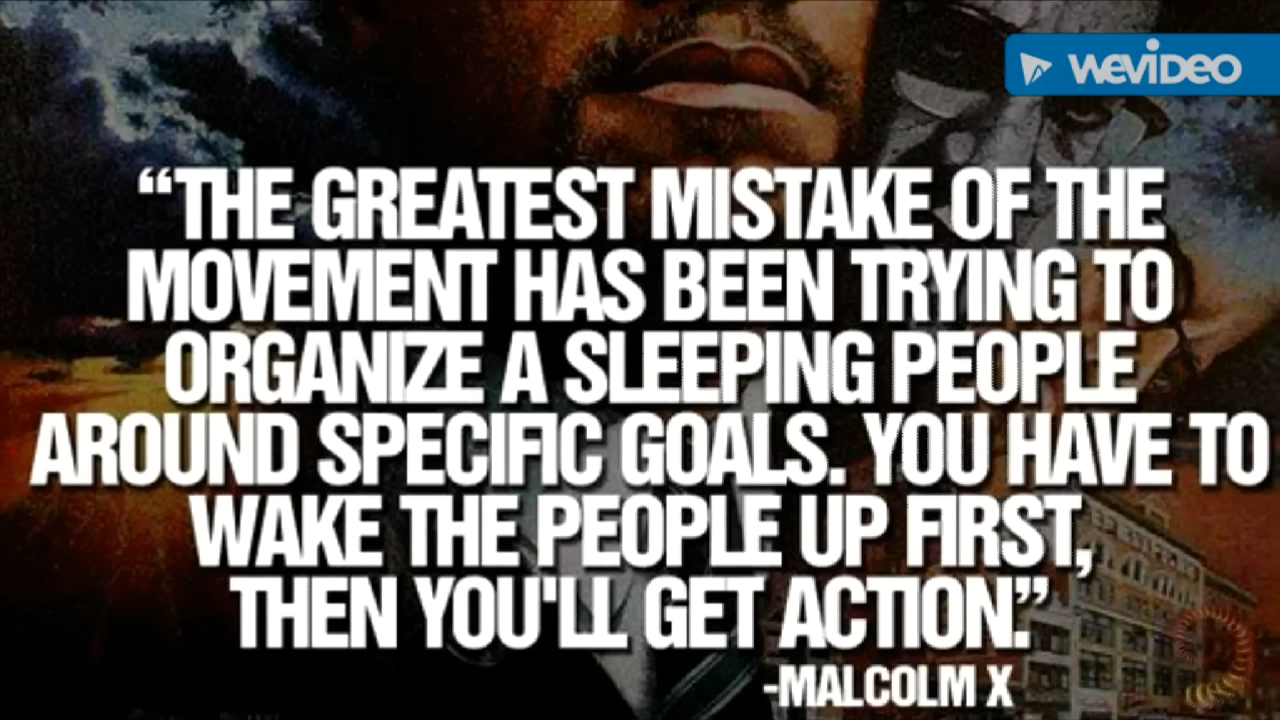 WEVIDEO
“THE GREATEST MISTAKE OF THE
MOVEMENT HAS BEEN TRYING TO
ORGANIZE A SLEEPING PEOPLE
AROUND SPECIFIC GOALS. YOU HAVE TO
WAKE THE PEOPLE UP FIRST,
THEN YOU'LL GET ACTION.”
-MALCOLM X